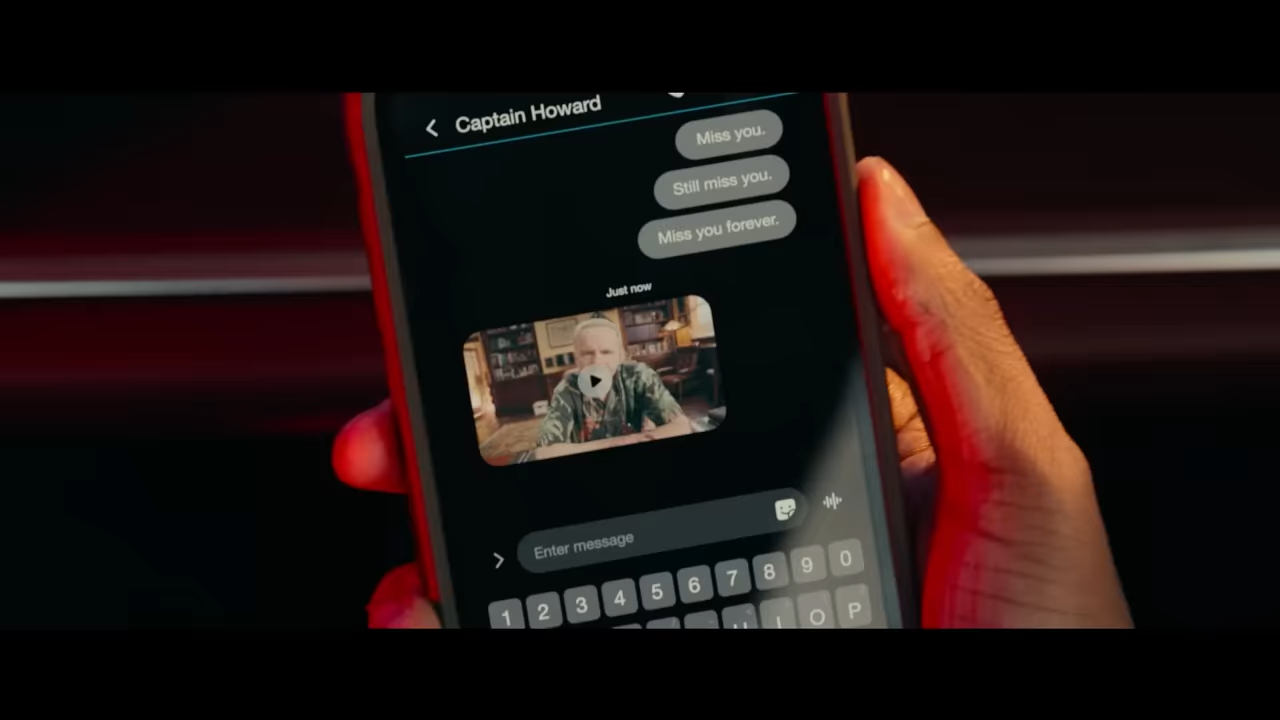 Captain Howard
Miss you.
Still miss you.
Miss you forever.
Just now
Enter message
1 2 3 4 5 6 7 8 9 0
U I O P